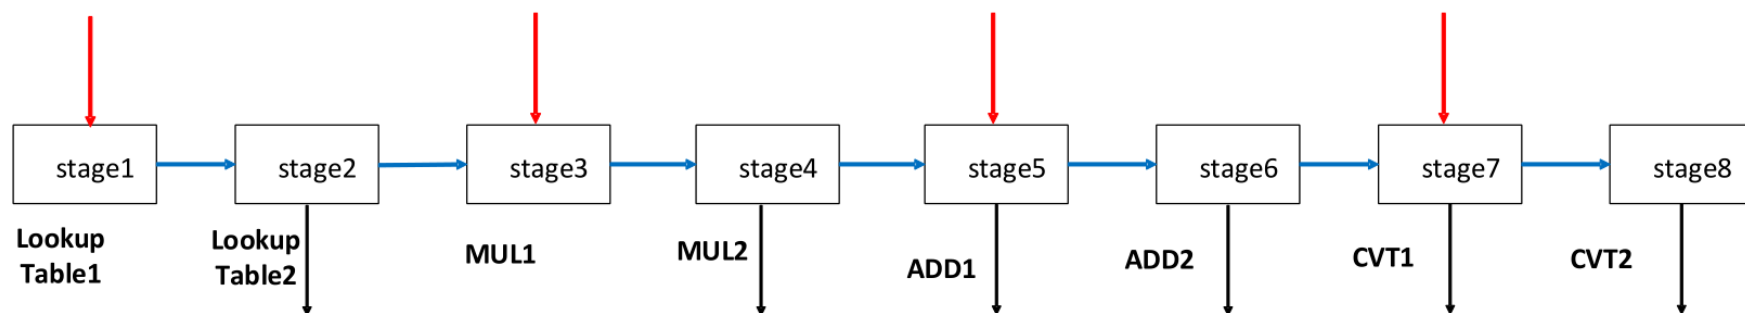 stage1
stage2
stage3
stage4
stage5
stage6
stage7
stage8
Lookup
Table1
Lookup
Table2
MUL1
MUL2
ADD1
ADD2
CVT1
CVT2